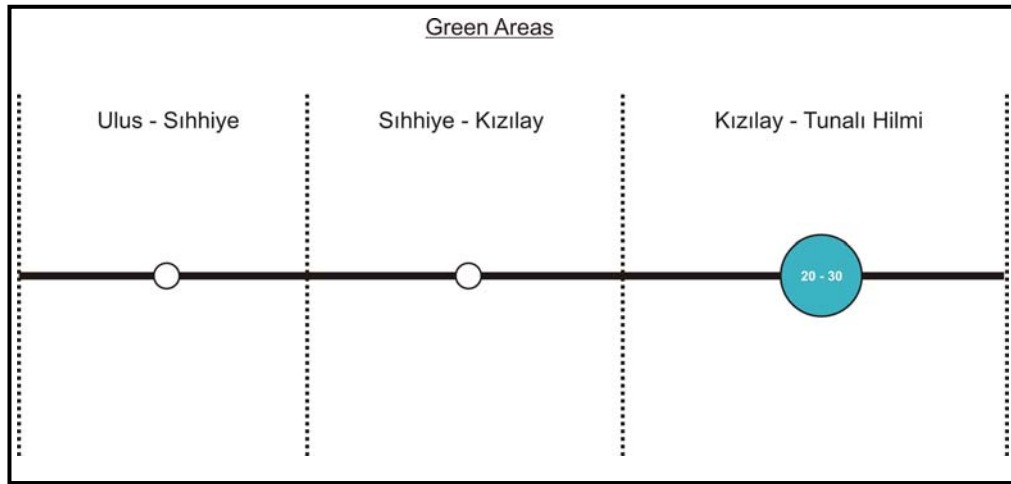 Green Areas
Ulus - Sıhhiye
Sıhhiye - Kızılay
Kızılay - Tunalı Hilmi
20 - 30